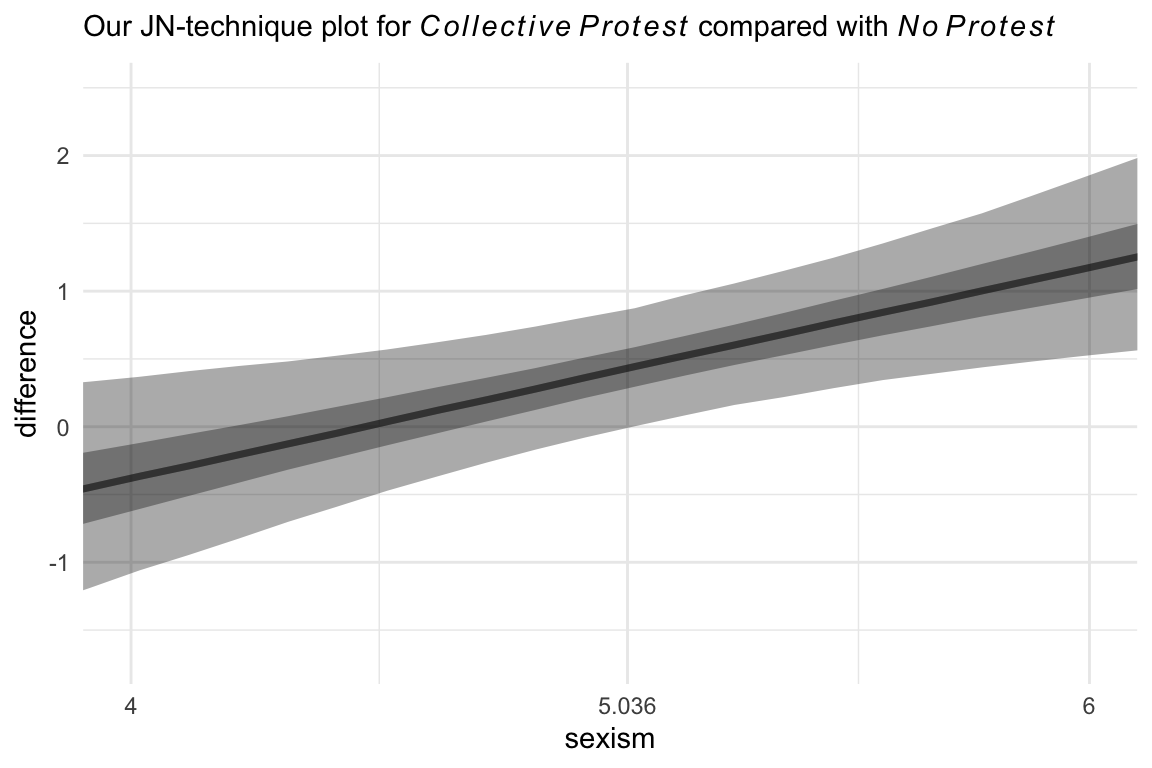 Our JN-technique plot for Collective Protest compared with No Protest
2
1
0
-1
difference
4 5.036 6
sexism